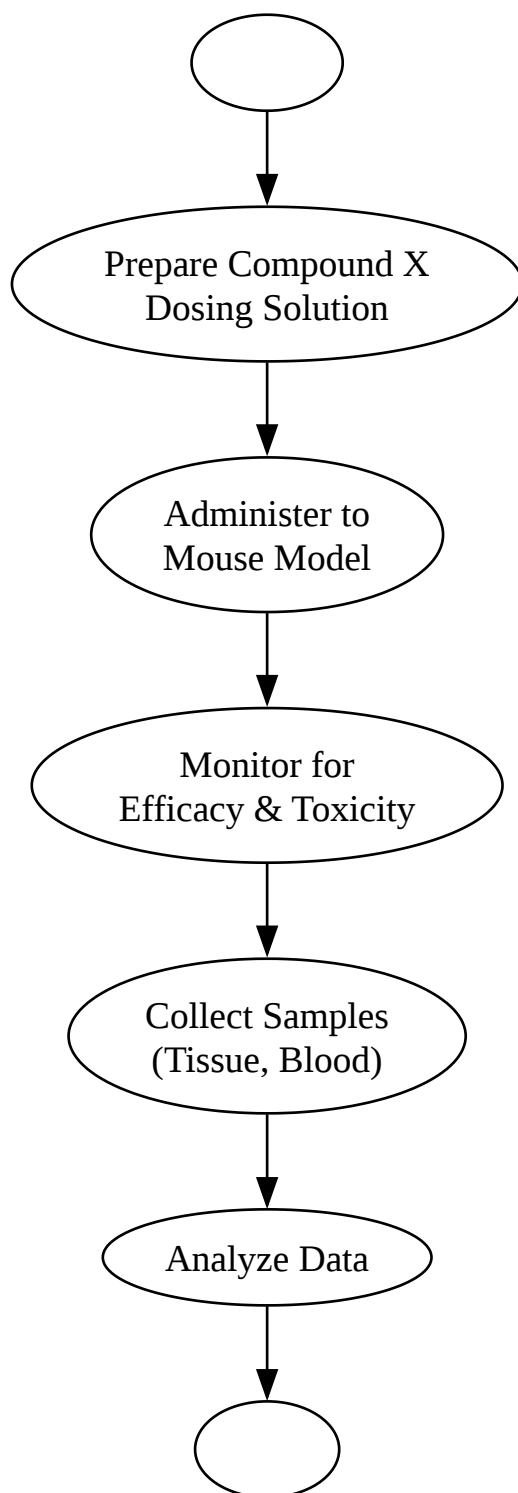 Prepare Compound X
Dosing Solution
Administer to
Mouse Model
Monitor for
Efficacy & Toxicity
Collect Samples
(Tissue, Blood)
Analyze Data